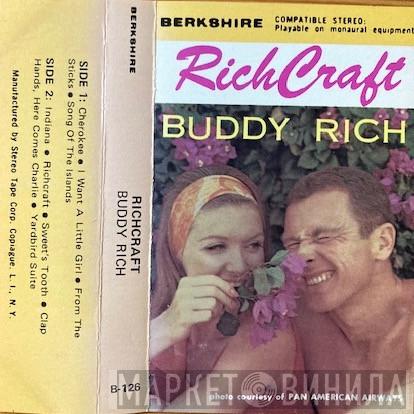 SIDE 1: Cherokee ● I Want A Little Girl ● From The
Sticks ● Song Of The Islands
SIDE 2: Indiana ● Richcraft ● Sweet's Tooth ● Clap
Hands, Here Comes Charlie ● Yardbird Suite
Manufactured by Stereo Tape Corp. Copiague. L. I., N. Y.
BERKSHIRE
RICHCRAFT
BUDDY RICH
B-126
BERKSHIRE
COMPATIBLE STEREO:
Playable on monaural equipment
RichCraft
BUDDY RICH
photo courtesy of PAN AMERICAN AIRWAYS
МАРКЕТ ВИНИЛА